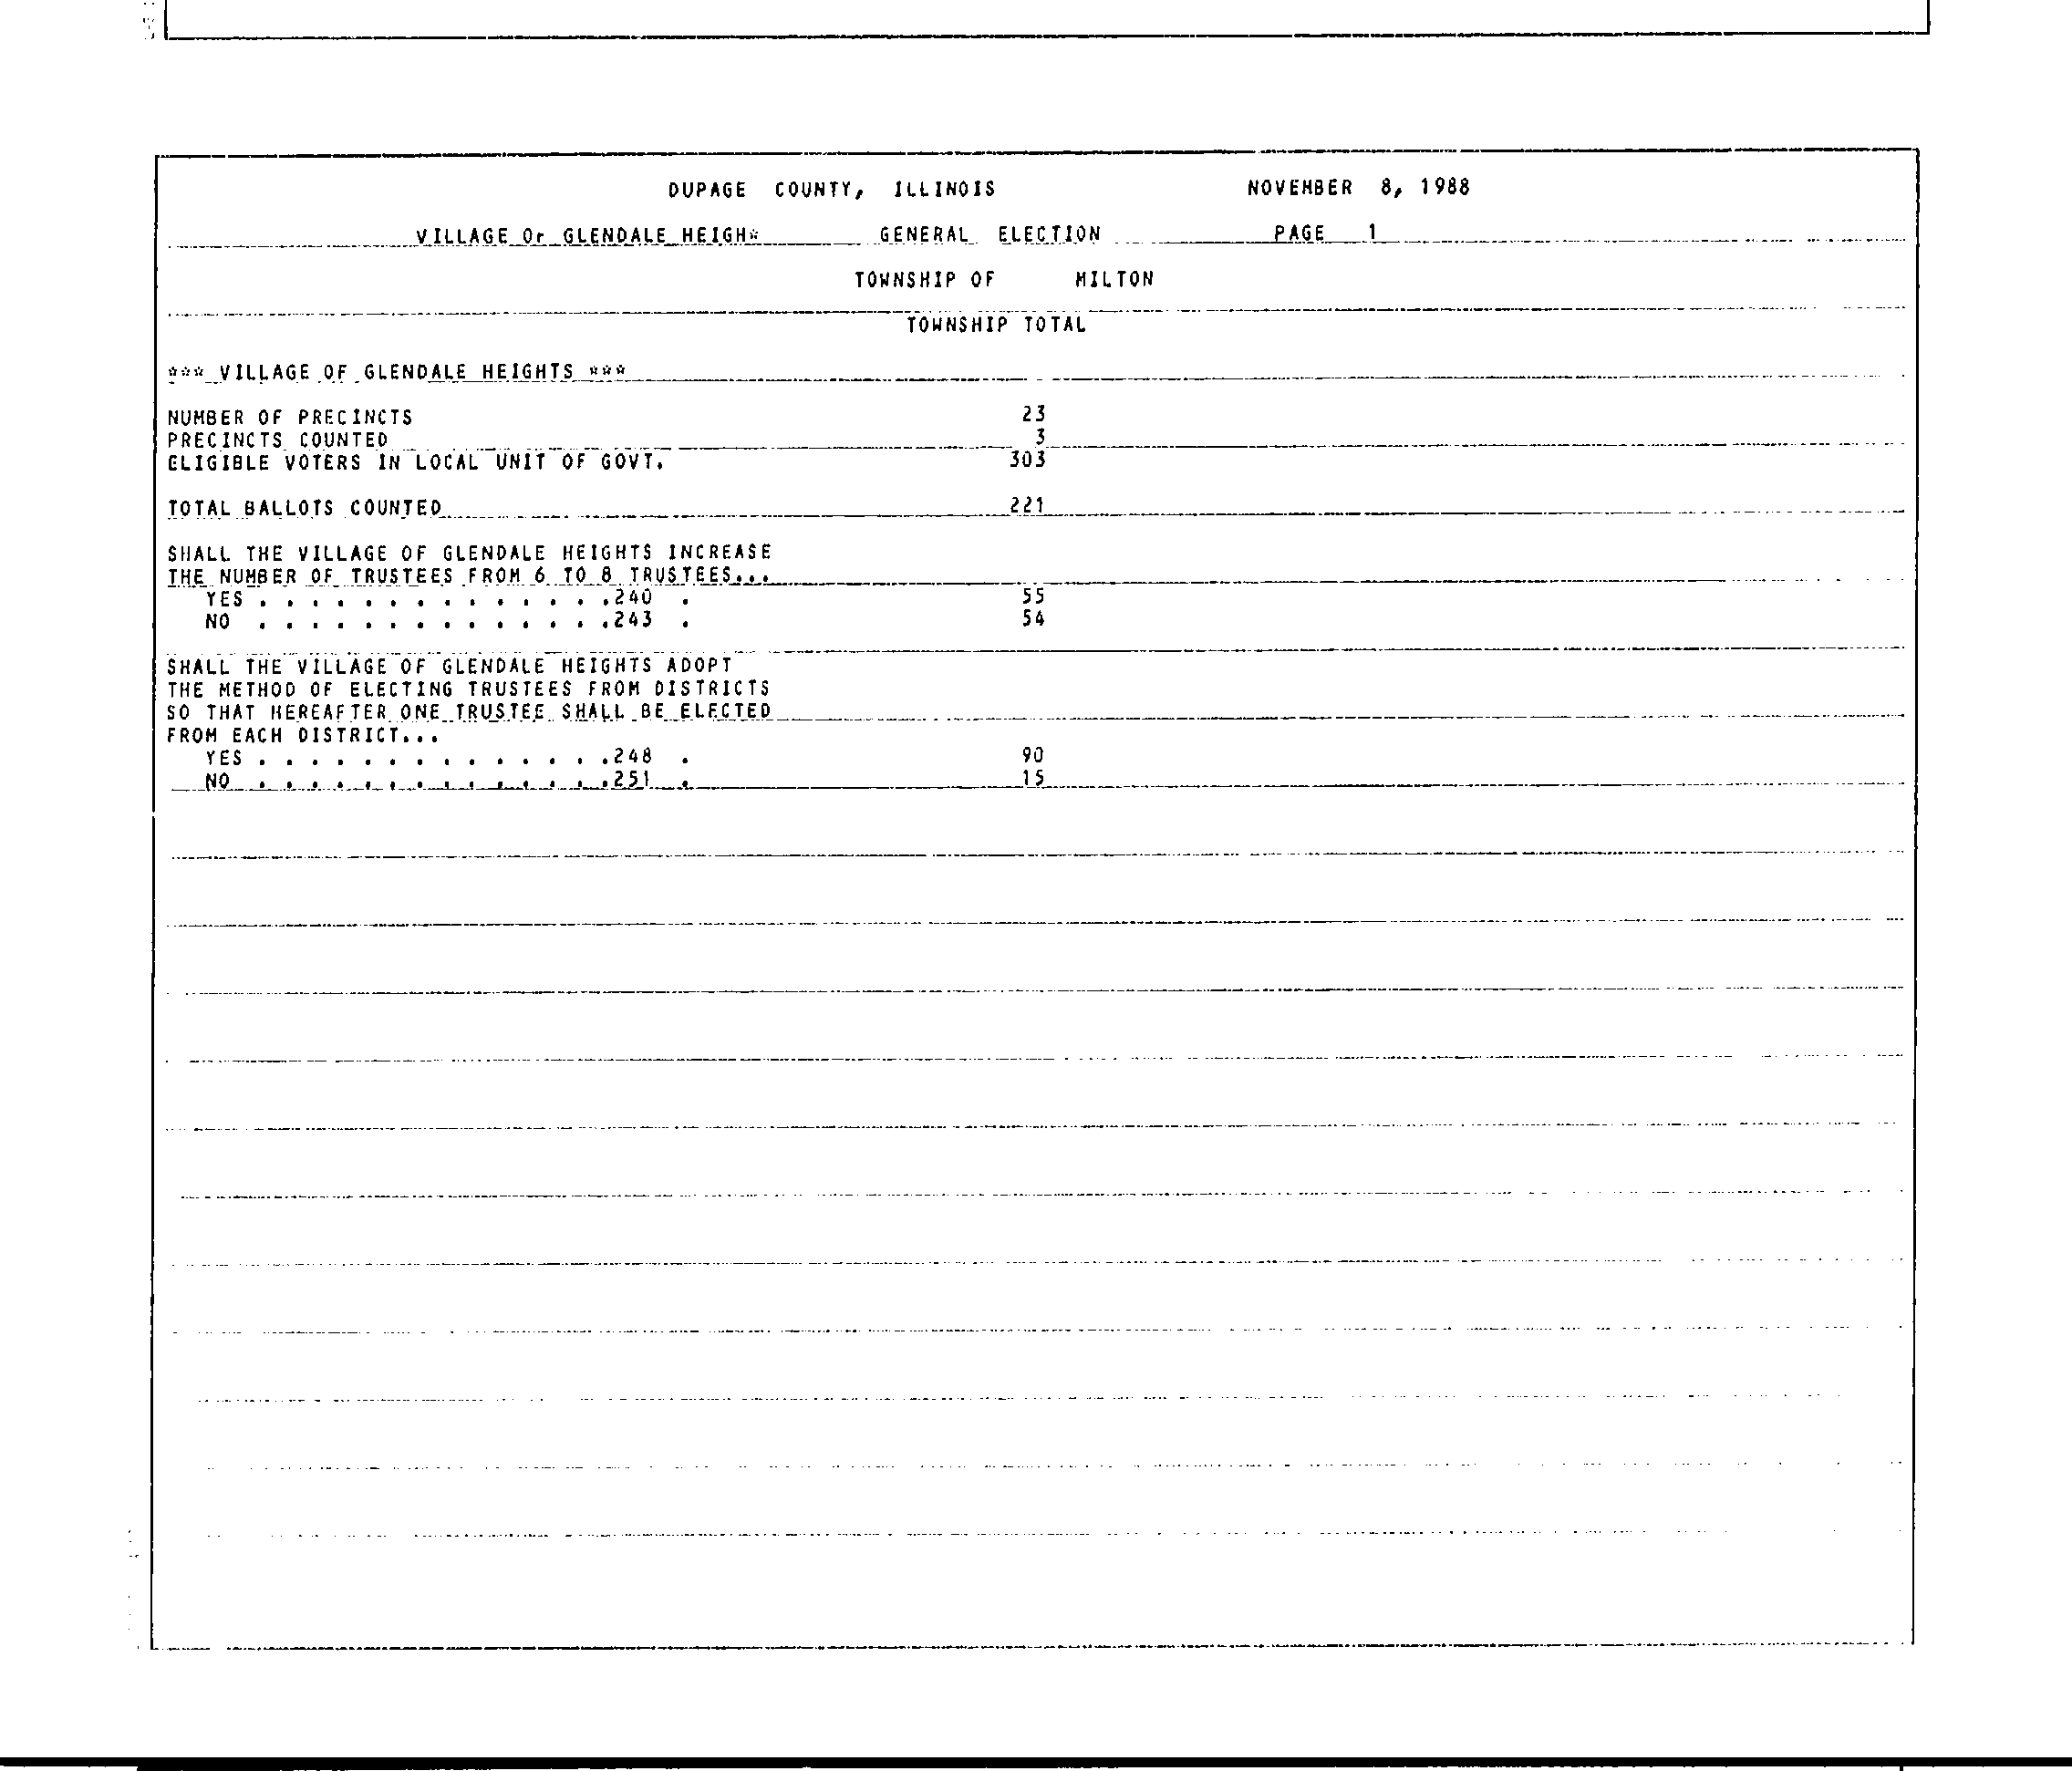 DUPAGE COUNTY, ILLINOIS NOVEMBER 8, 1988
VILLAGE Or GLENDALE HEIGH* GENERAL ELECTION PAGE 1
TOWNSHIP OF MILTON
TOWNSHIP TOTAL
*** VILLAGE OF GLENDALE HEIGHTS ***
NUMBER OF PRECINCTS 23
PRECINCTS COUNTED 3
ELIGIBLE VOTERS IN LOCAL UNIT OF GOVT. 303
TOTAL BALLOTS COUNTED 221
SHALL THE VILLAGE OF GLENDALE HEIGHTS INCREASE
THE NUMBER OF TRUSTEES FROM 6 TO 8 TRUSTEES...
YES . . . . . . . . . . . . . .240 . 55
NO . . . . . . . . . . . . . .243 . 54
SHALL THE VILLAGE OF GLENDALE HEIGHTS ADOPT
THE METHOD OF ELECTING TRUSTEES FROM DISTRICTS
SO THAT HEREAFTER ONE TRUSTEE SHALL BE ELECTED
FROM EACH DISTRICT...
YES . . . . . . . . . . . . . .248 . 90
NO . . . . . . . . . . . . . .251 . 15